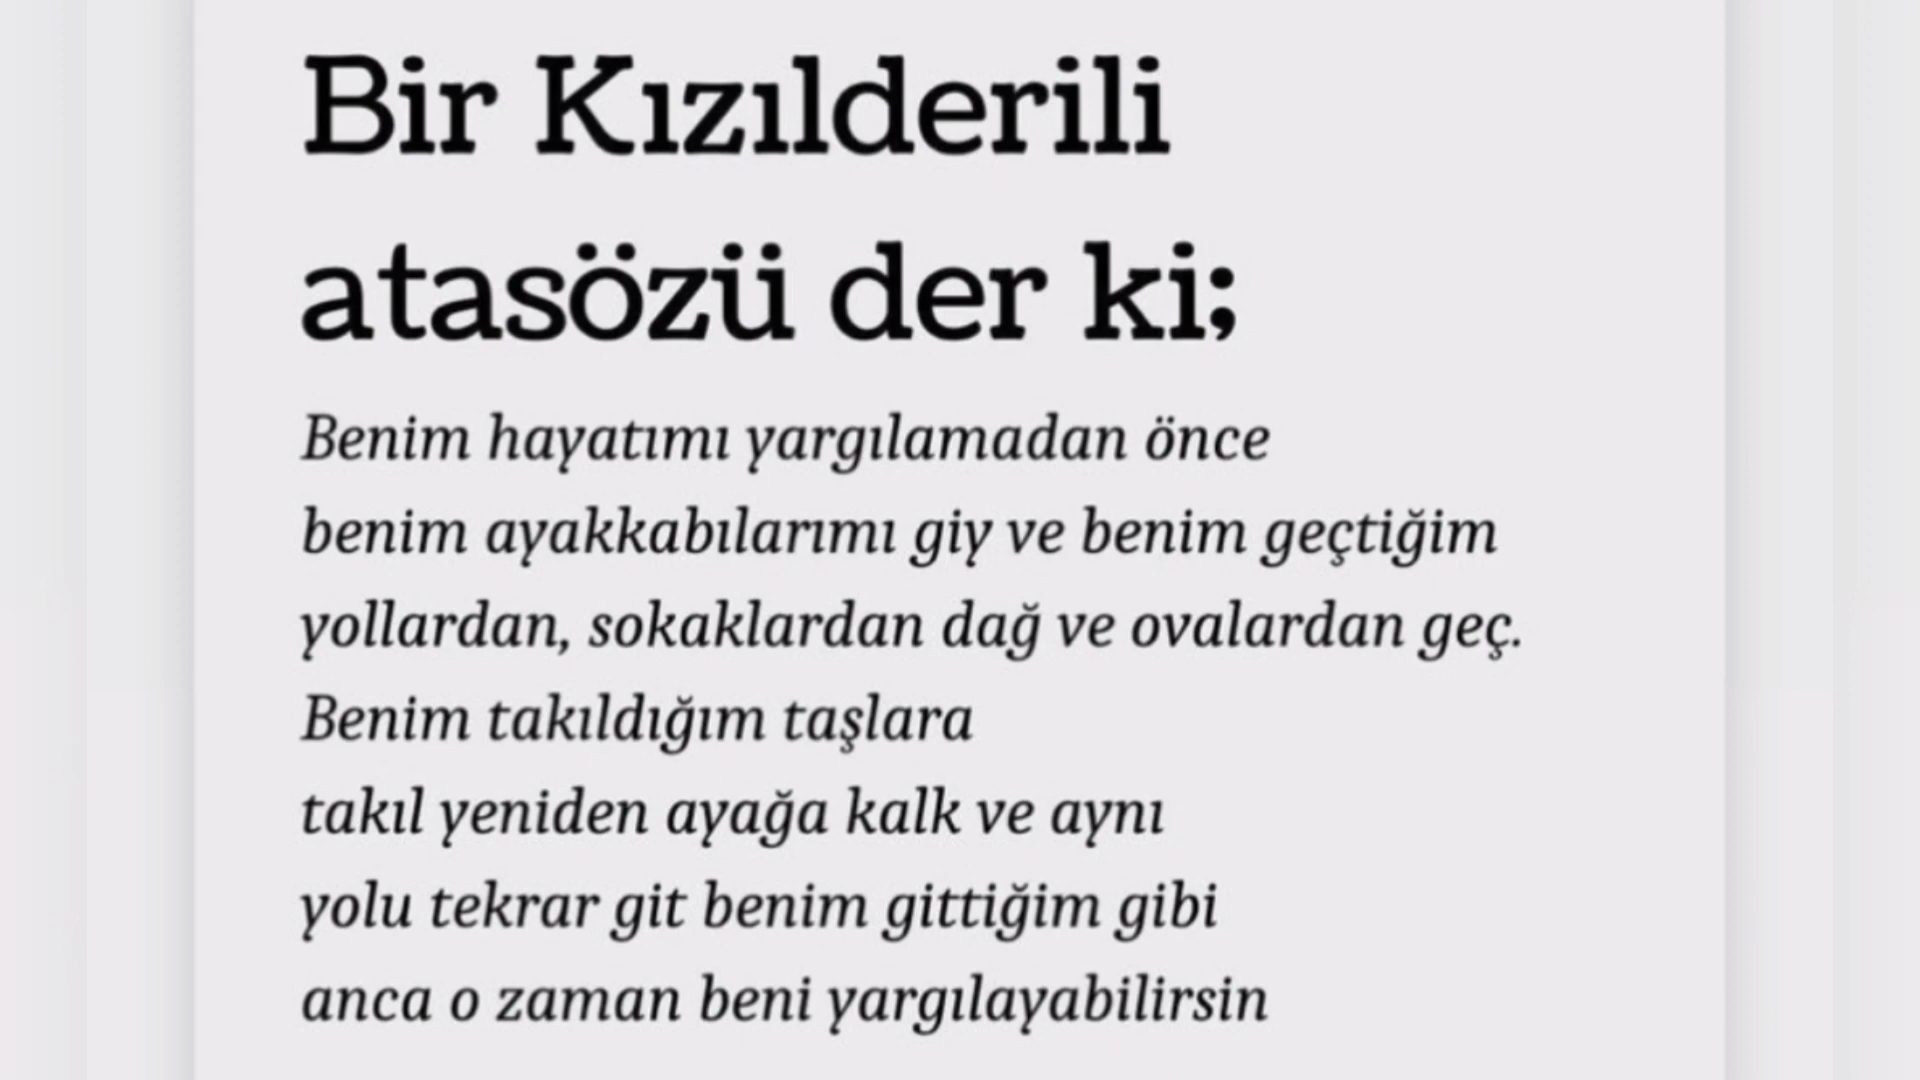 Bir Kızılderili
atasözü der ki;
Benim hayatımı yargılamadan önce
benim ayakkabılarımı giy ve benim geçtiğim
yollardan, sokaklardan dağ ve ovalardan geç.
Benim takıldığım taşlara
takıl yeniden ayağa kalk ve aynı
yolu tekrar git benim gittiğim gibi
anca o zaman beni yargılayabilirsin